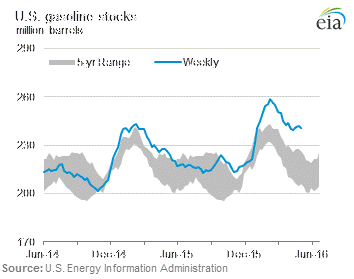 U.S. gasoline stocks
million barrels
eia
290
5-yr Range
Weekly
260
230
200
170
Jun-14
Dec-14
Jun-15
Dec-15
Jun-16
Source: U.S. Energy Information Administration